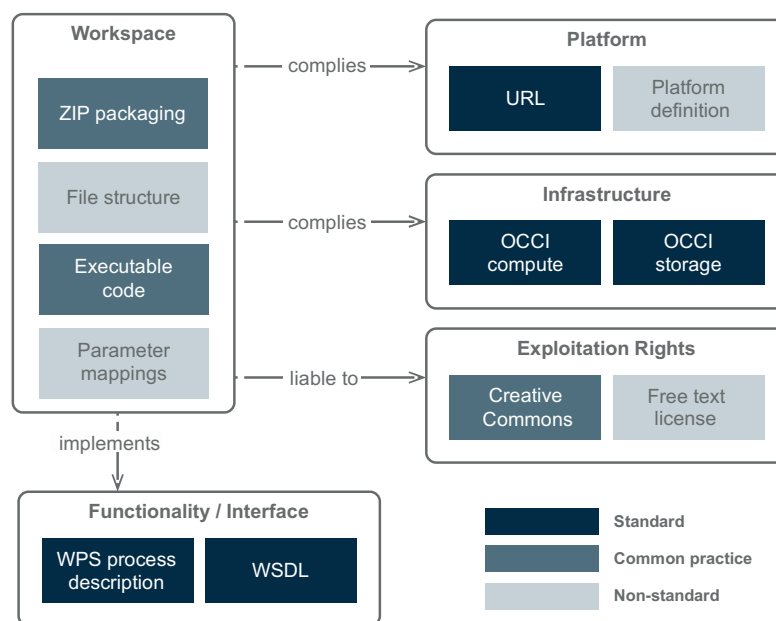 Workspace
ZIP packaging
File structure
Executable
code
Parameter
mappings
complies
complies
liable to
implements
Platform
URL
Platform
definition
Infrastructure
OCCI
compute
OCCI
storage
Exploitation Rights
Creative
Commons
Free text
license
Functionality / Interface
WPS process
description
WSDL
Standard
Common practice
Non-standard